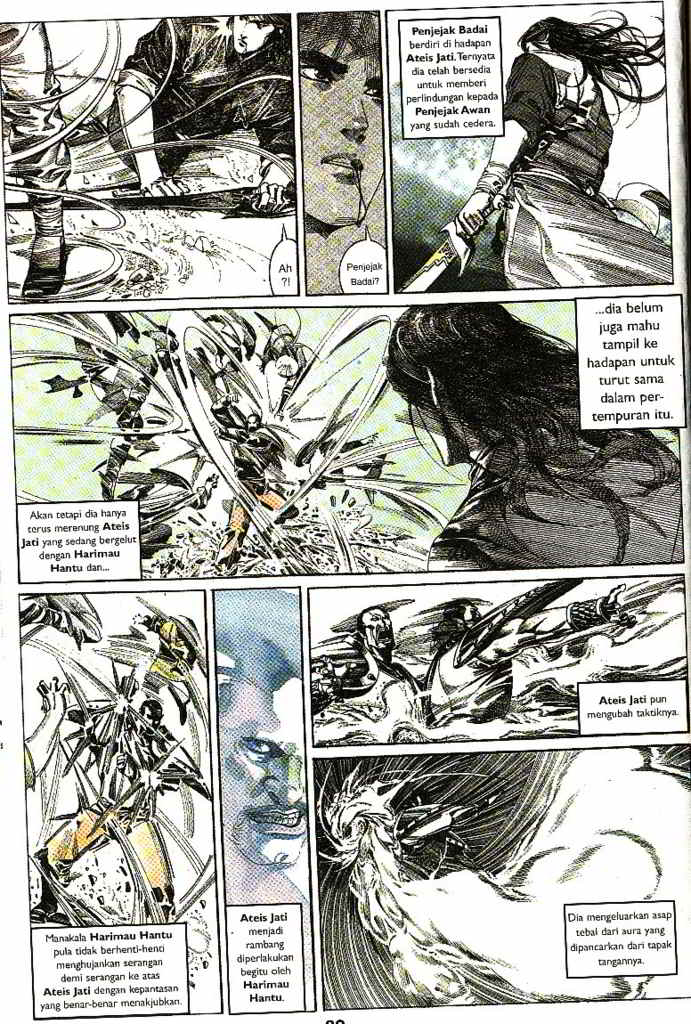 Ah
?!
Penjejak
Badai?
Penjejak Badai
berdiri di hadapan
Ateis Jati. Ternyata
dia telah bersedia
untuk memberi
perlindungan kepada
Penjejak Awan
yang sudah cedera.
Akan tetapi dia hanya
terus merenung Ateis
Jati yang sedang bergelut
dengan Harimau
Hantu dan...
...dia belum
juga mahu
tampil ke
hadapan untuk
turut sama
dalam per-
tempuran itu.
Manakala Harimau Hantu
pula tidak berhenti-henti
menghujankan serangan
demi serangan ke atas
Ateis Jati dengan kepantasan
yang benar-benar menakjubkan.
Ateis Jati
menjadi
rambang
diperlakukan
begitu oleh
Harimau
Hantu.
Ateis Jati pun
mengubah taktiknya.
Dia mengeluarkan asap
tebal dari aura yang
dipancarkan dari tapak
tangannya.